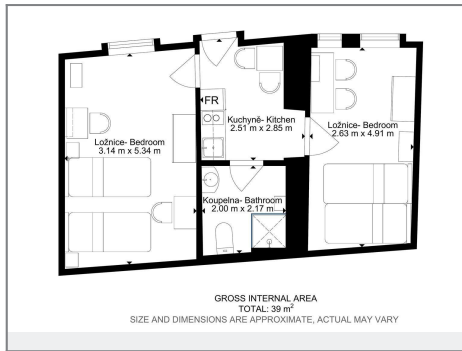 FR
Kuchyně- Kitchen
2.51 m x 2.85 m
Ložnice- Bedroom
3.14 m x 5.34 m
Ložnice- Bedroom
2.63 m x 4.91 m
Koupelna- Bathroom
2.00 m x 2.17 m
GROSS INTERNAL AREA
TOTAL: 39 m²
SIZE AND DIMENSIONS ARE APPROXIMATE, ACTUAL MAY VARY